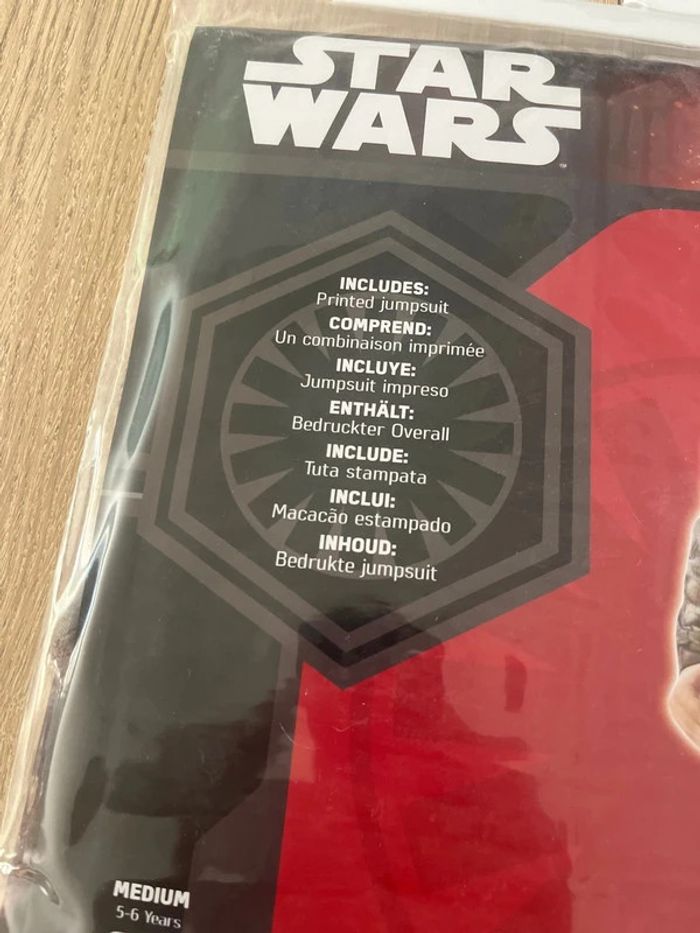 STAR
WARS
INCLUDES:
Printed jumpsuit
COMPREND:
Un combinaison imprimée
INCLUYE:
Jumpsuit impreso
ENTHÄLT:
Bedruckter Overall
INCLUDE:
Tuta stampata
INCLUI:
Macacão estampado
INHOUD:
Bedrukte jumpsuit
MEDIUM
5-6 Years